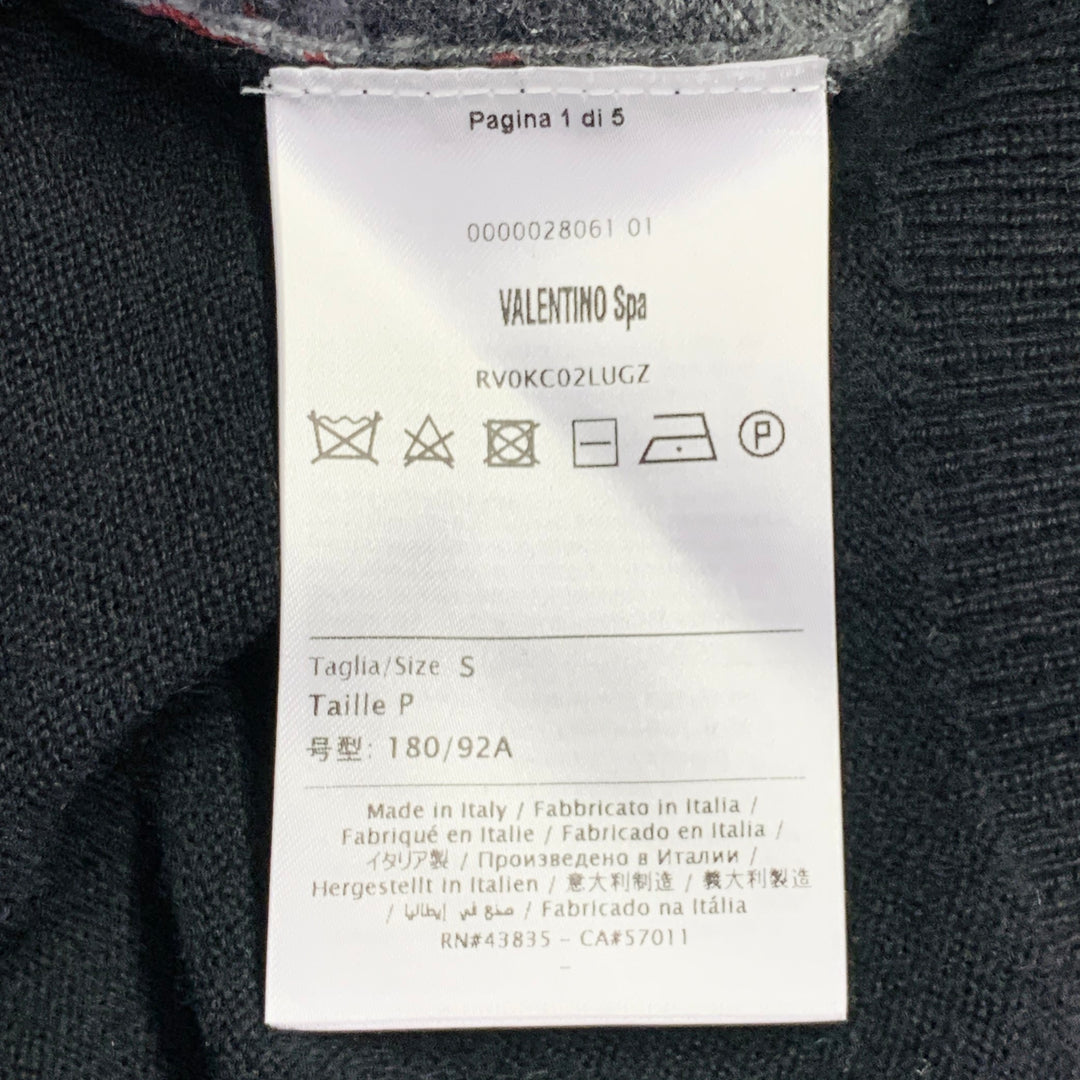 Pagina 1 di 5
0000028061 01
VALENTINO Spa
RV0KC02LUGZ
P
Taglia/Size S
Taille P
号型: 180/92A
Made in Italy / Fabbricato in Italia /
Fabriqué en Italie / Fabricado en Italia /
イタリア製 / Произведено в Италии /
Hergestellt in Italien / 意大利制造 / 義大利製造
/ صنع في إيطاليا / Fabricado na Itália
RN#43835 - CA#57011
-